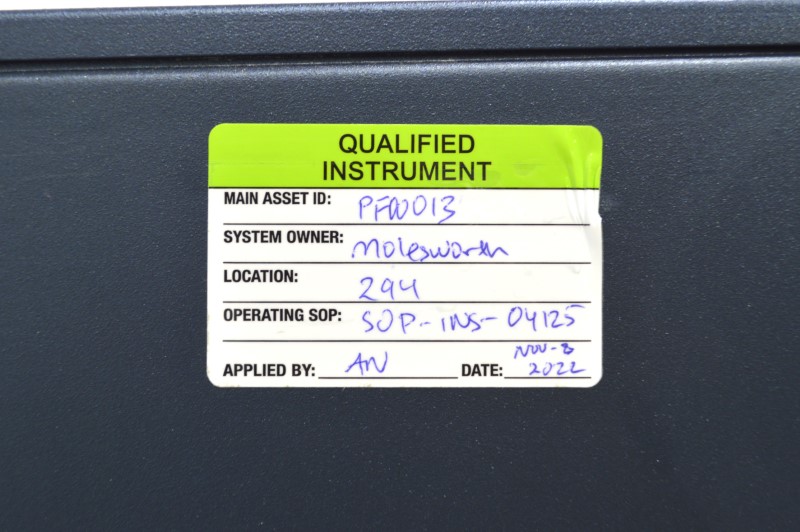 QUALIFIED
INSTRUMENT
MAIN ASSET ID: PF00013
SYSTEM OWNER: Molesworth
LOCATION: 294
OPERATING SOP: SOP-INS-04125
APPLIED BY: AN DATE: NOV-8 2022